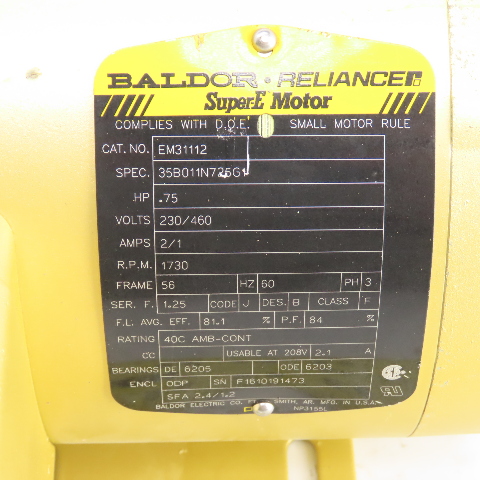 BALDOR · RELIANCE
Super-E Motor
COMPLIES WITH D.O.E. SMALL MOTOR RULE
CAT. NO. EM31112
SPEC. 35B011N725G1
HP .75
VOLTS 230/460
AMPS 2/1
R.P.M. 1730
FRAME 56 HZ 60 PH 3
SER. F. 1.25 CODE J DES. B CLASS F
F.L. AVG. EFF. 81.1 % P.F. 84 %
RATING 40C AMB-CONT
CC USABLE AT 208V 2.1 A
BEARINGS DE 6205 ODE 6203
ENCL ODP SN F1610191473
SFA 2.4/1.2
BALDOR ELECTRIC CO. FT. SMITH, AR. MFG. IN U.S.A.
NP3155L